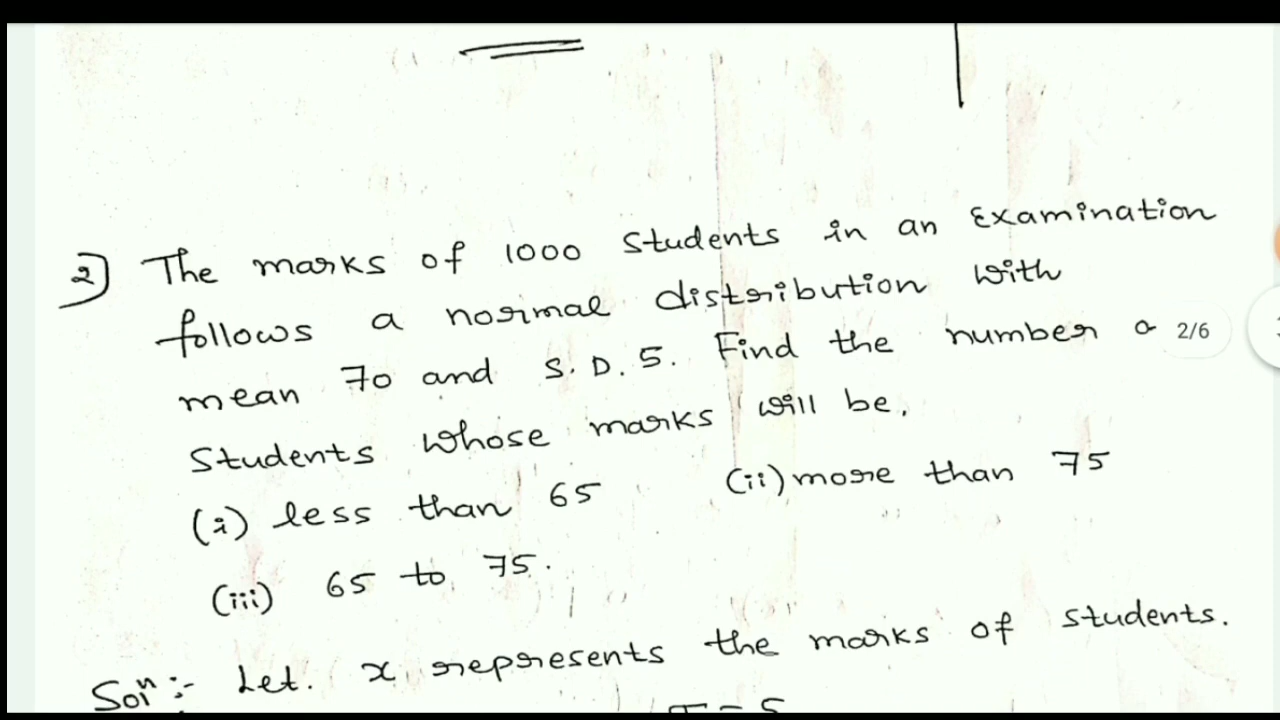 2) The marks of 1000 students in an Examination
follows a normal distribution with
mean 70 and S.D. 5. Find the number o
2/6
Students whose marks will be.
(i) less than 65 (ii) more than 75
(iii) 65 to 75.
Solⁿ :- Let. x represents the marks of students.